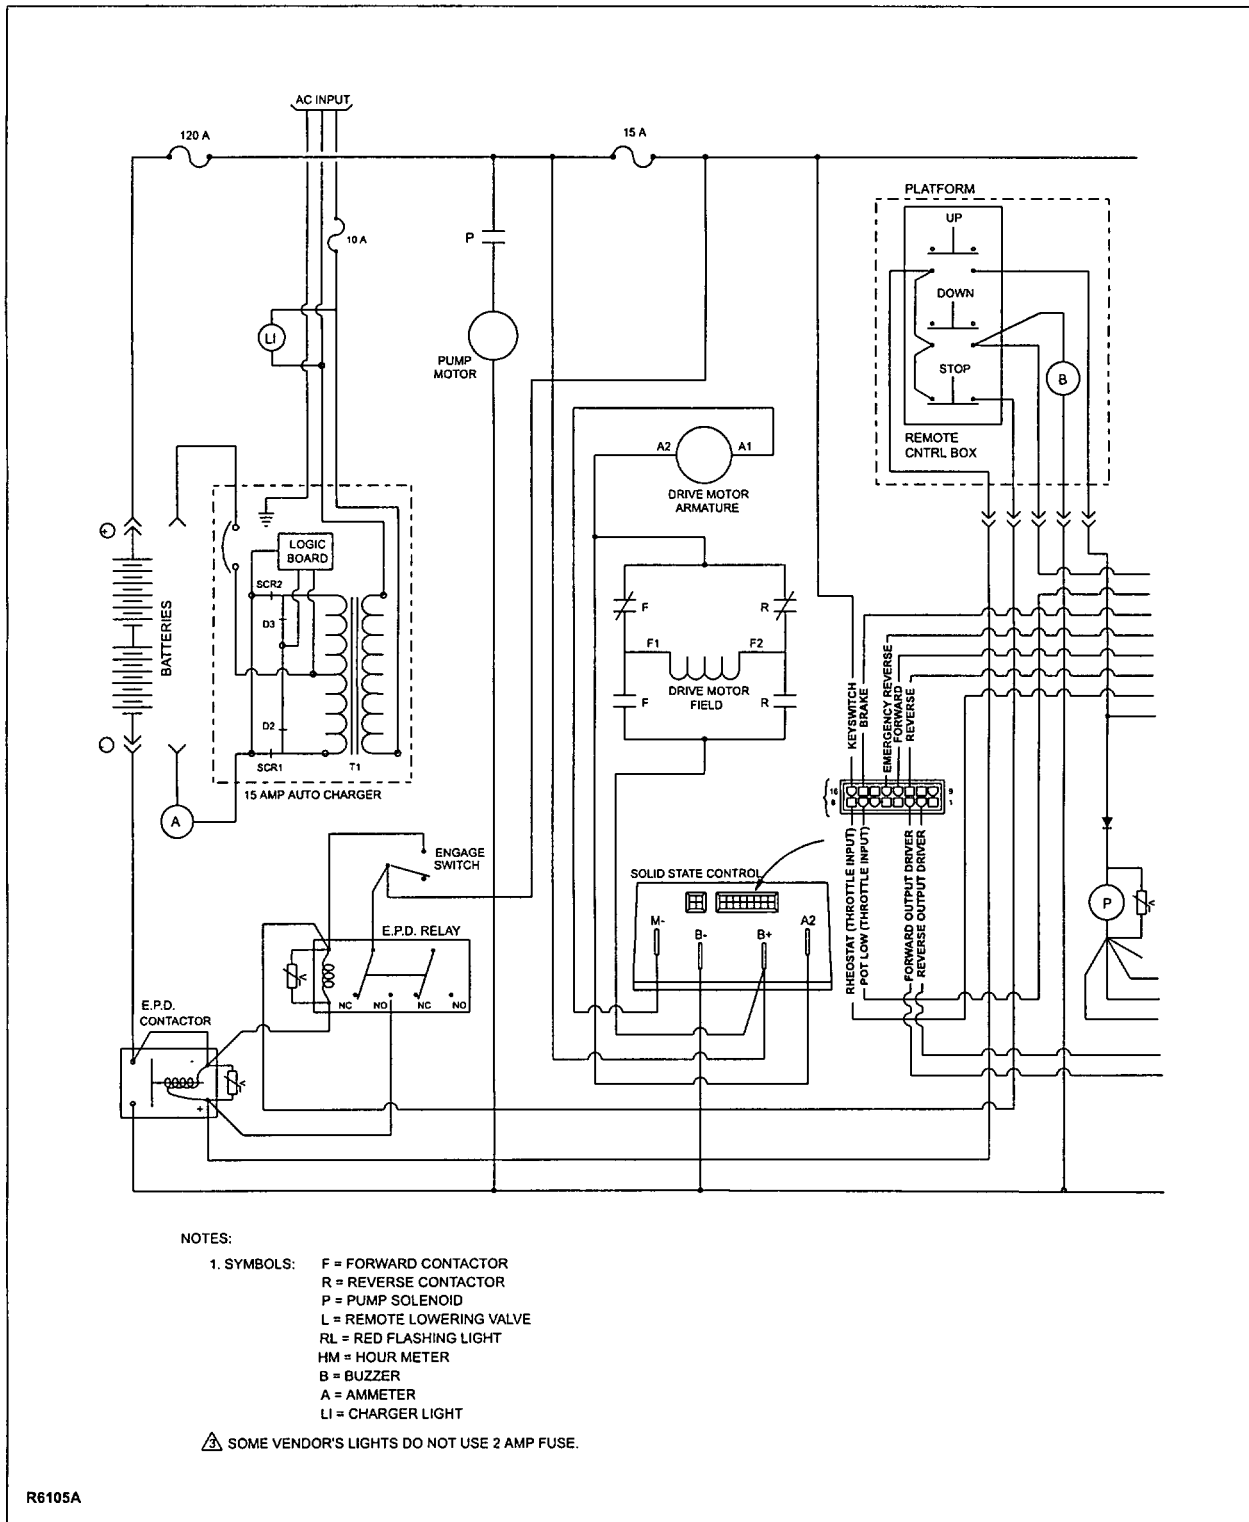 AC INPUT
120 A
15 A
10 A
PLATFORM
UP
DOWN
STOP
REMOTE
CNTRL BOX
B
P
PUMP
MOTOR
LI
A2
A1
DRIVE MOTOR
ARMATURE
+
-
BATTERIES
LOGIC
BOARD
SCR2
D3
D2
SCR1
T1
15 AMP AUTO CHARGER
A
F
R
F1
F2
DRIVE MOTOR
FIELD
F
R
KEYSWITCH
BRAKE
EMERGENCY REVERSE
FORWARD
REVERSE
16
9
8
1
RHEOSTAT (THROTTLE INPUT)
POT LOW (THROTTLE INPUT)
FORWARD OUTPUT DRIVER
REVERSE OUTPUT DRIVER
ENGAGE
SWITCH
SOLID STATE CONTROL
M-
B-
B+
A2
P
V
E.P.D. RELAY
V
NC
NO
NC
NO
E.P.D.
CONTACTOR
-
V
+
NOTES:
1. SYMBOLS:
F = FORWARD CONTACTOR
R = REVERSE CONTACTOR
P = PUMP SOLENOID
L = REMOTE LOWERING VALVE
RL = RED FLASHING LIGHT
HM = HOUR METER
B = BUZZER
A = AMMETER
LI = CHARGER LIGHT
3 SOME VENDOR'S LIGHTS DO NOT USE 2 AMP FUSE.
R6105A